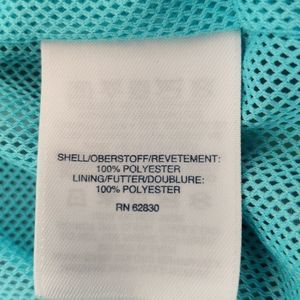 SHELL/OBERSTOFF/REVETEMENT:
100% POLYESTER
LINING/FUTTER/DOUBLURE:
100% POLYESTER
RN 62830